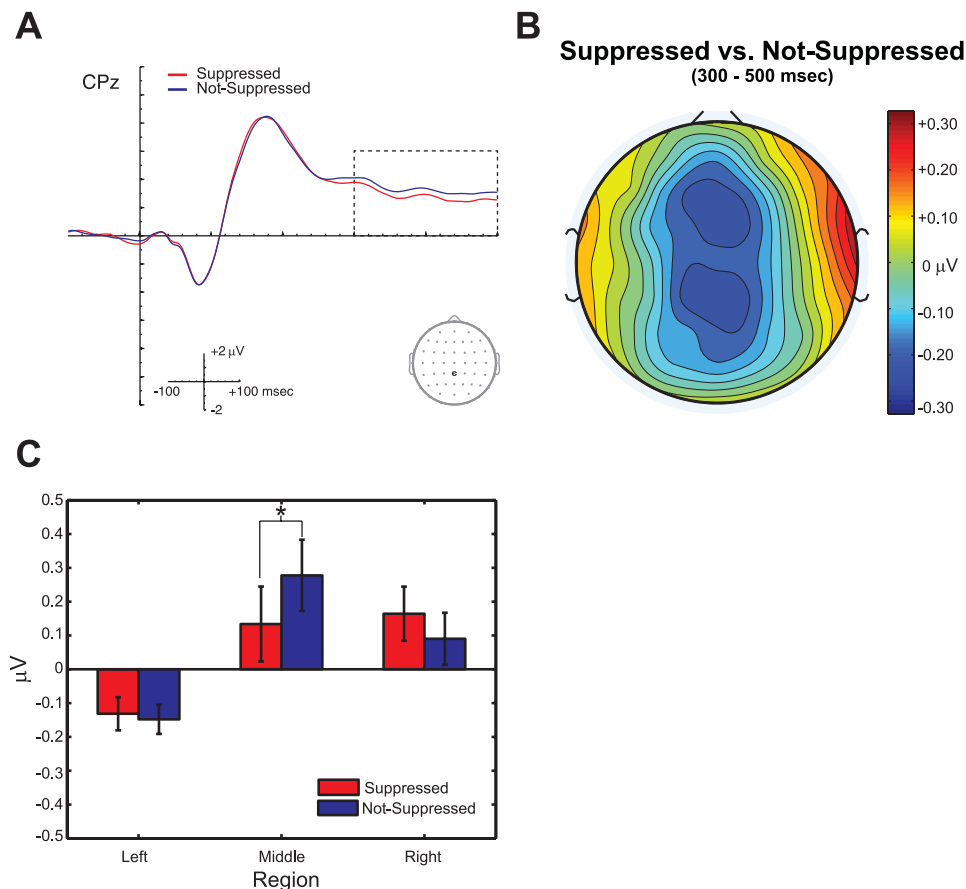 A
CPz
Suppressed
Not-Suppressed
+2 μV
-100
+100 msec
-2
B
Suppressed vs. Not-Suppressed
(300 - 500 msec)
+0.30
+0.20
+0.10
0 μV
-0.10
-0.20
-0.30
C
0.5
0.4
0.3
0.2
0.1
0
-0.1
-0.2
-0.3
-0.4
-0.5
μV
*
Suppressed
Not-Suppressed
Left
Middle
Right
Region